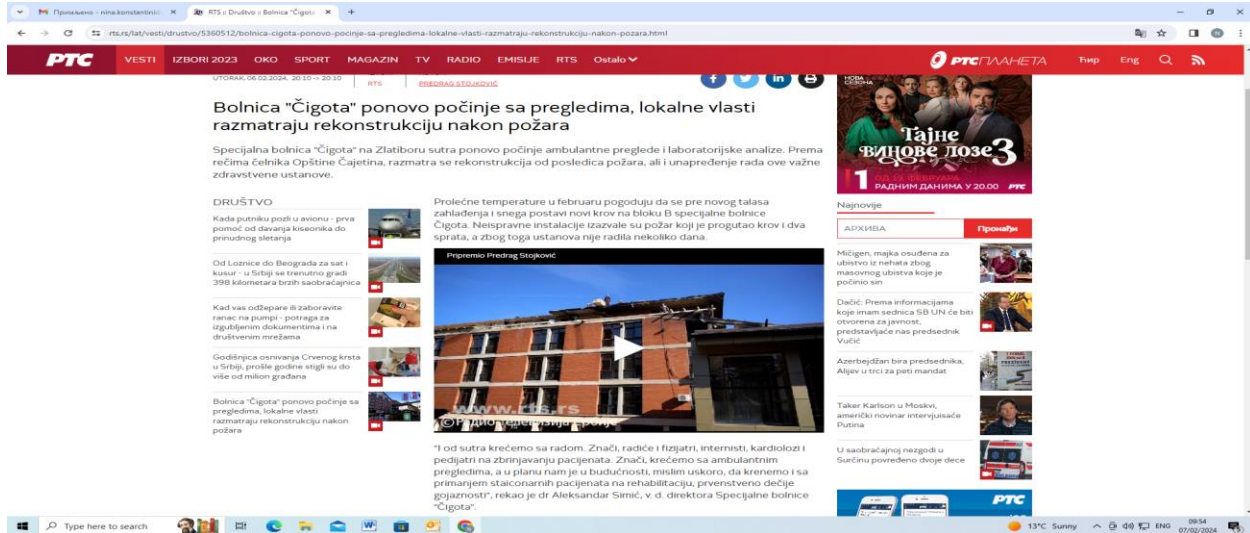 Примљено - nina.konstantinidi
RTS :: Društvo :: Bolnica "Čigota"
rts.rs/lat/vesti/drustvo/5360512/bolnica-cigota-ponovo-pocinje-sa-pregledima-lokalne-vlasti-razmatraju-rekonstrukciju-nakon-pozara.html
РТС VESTI IZBORI 2023 OKO SPORT MAGAZIN TV RADIO EMISIJE RTS Ostalo РТСПЛАНЕТА Ћир Eng
UTORAK, 06.02.2024, 20:10 -> 20:10
RTS
PREDRAG STOJKOVIĆ
Bolnica "Čigota" ponovo počinje sa pregledima, lokalne vlasti
razmatraju rekonstrukciju nakon požara
Specijalna bolnica "Čigota" na Zlatiboru sutra ponovo počinje ambulantne preglede i laboratorijske analize. Prema
rečima čelnika Opštine Čajetina, razmatra se rekonstrukcija od posledica požara, ali i unapređenje rada ove važne
zdravstvene ustanove.
DRUŠTVO
Kada putniku pozli u avionu - prva
pomoć od davanja kiseonika do
prinudnog sletanja
Od Loznice do Beograda za sat i
kusur - u Srbiji se trenutno gradi
398 kilometara brzih saobraćajnica
Kad vas odžepare ili zaboravite
ranac na pumpi - potraga za
izgubljenim dokumentima i na
društvenim mrežama
Godišnjica osnivanja Crvenog krsta
u Srbiji, prošle godine stigli su do
više od milion građana
Bolnica "Čigota" ponovo počinje sa
pregledima, lokalne vlasti
razmatraju rekonstrukciju nakon
požara
Prolećne temperature u februaru pogoduju da se pre novog talasa
zahlađenja i snega postavi novi krov na bloku B specijalne bolnice
Čigota. Neispravne instalacije izazvale su požar koji je progutao krov i dva
sprata, a zbog toga ustanova nije radila nekoliko dana.
Pripremio Predrag Stojković
www.rts.rs
"I od sutra krećemo sa radom. Znači, radiće i fizijatri, internisti, kardiolozi i
pedijatri na zbrinjavanju pacijenata. Znači, krećemo sa ambulantnim
pregledima, a u planu nam je u budućnosti, mislim uskoro, da krenemo i sa
primanjem staiconarnih pacijenata na rehabilitaciju, prvenstveno dečije
gojaznosti", rekao je dr Aleksandar Simić, v. d. direktora Specijalne bolnice
"Čigota".
НОВА
СЕЗОНА
Тајне
винове лозе 3
1 ОД 19. ФЕБРУАРА
РАДНИМ ДАНИМА У 20.00 РТС
Najnovije
АРХИВА Пронађи
Mičigen, majka osuđena za
ubistvo iz nehata zbog
masovnog ubistva koje je
počinio sin
Dačić: Prema informacijama
koje imam sednica SB UN će biti
otvorena za javnost,
predstavljaće nas predsednik
Vučić
Azerbejdžan bira predsednika,
Alijev u trci za peti mandat
Taker Karlson u Moskvi,
američki novinar intervjuisaće
Putina
U saobraćajnoj nezgodi u
Surčinu povređeno dvoje dece
РТС
Type here to search
13°C Sunny ENG 09:54
07/02/2024